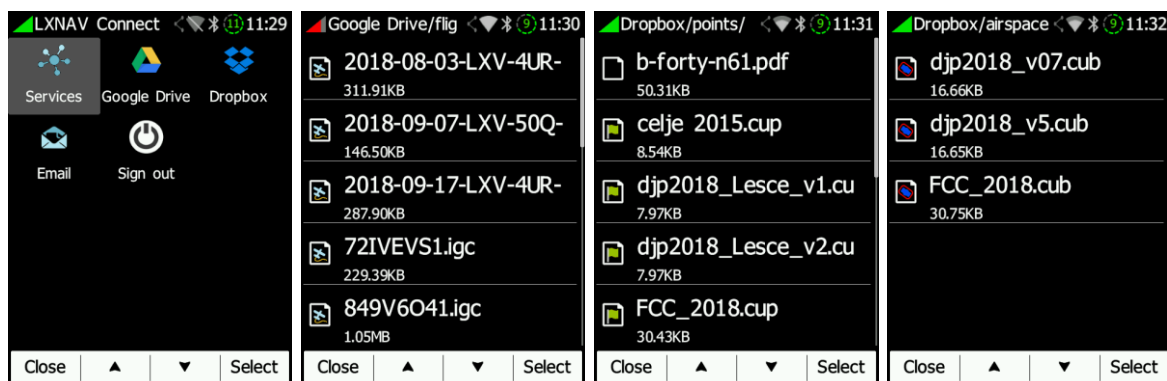 LXNAV Connect 11 11:29
Services Google Drive Dropbox
Email Sign out
Close Select
Google Drive/flig 9 11:30
2018-08-03-LXV-4UR-
311.91KB
2018-09-07-LXV-50Q-
146.50KB
2018-09-17-LXV-4UR-
287.90KB
72IVEVS1.igc
229.39KB
849V6O41.igc
1.05MB
Close Select
Dropbox/points/ 9 11:31
b-forty-n61.pdf
50.31KB
celje 2015.cup
8.54KB
djp2018_Lesce_v1.cu
7.97KB
djp2018_Lesce_v2.cu
7.97KB
FCC_2018.cup
30.43KB
Close Select
Dropbox/airspace 9 11:32
djp2018_v07.cub
16.66KB
djp2018_v5.cub
16.65KB
FCC_2018.cub
30.75KB
Close Select